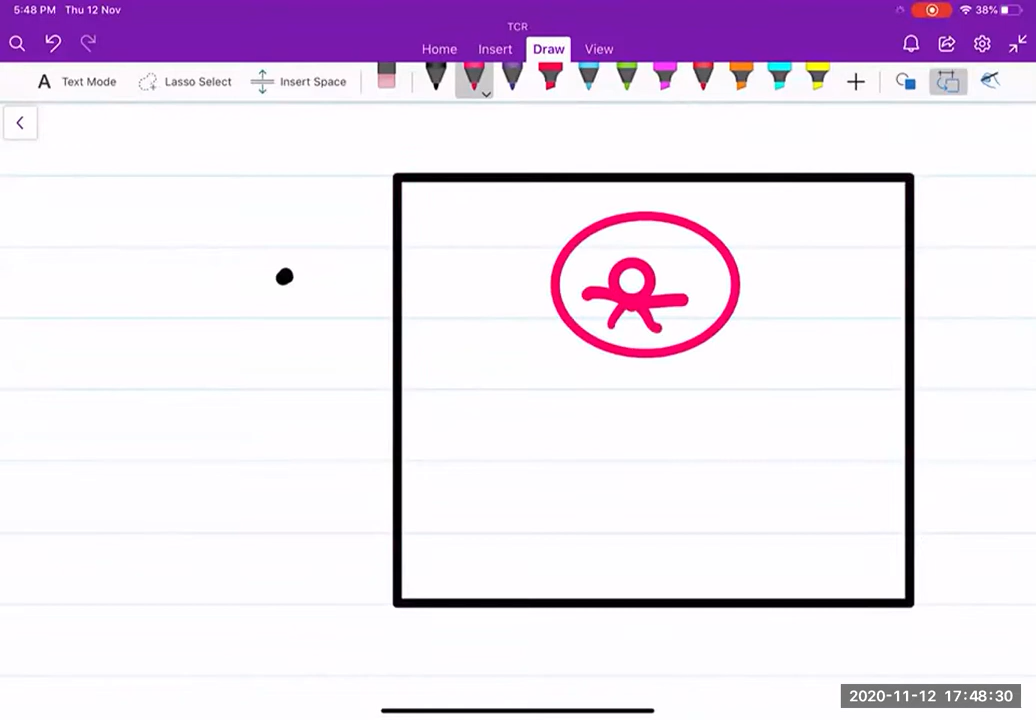 5:48 PM Thu 12 Nov
38%
TCR
Home Insert Draw View
A Text Mode Lasso Select Insert Space
2020-11-12 17:48:30